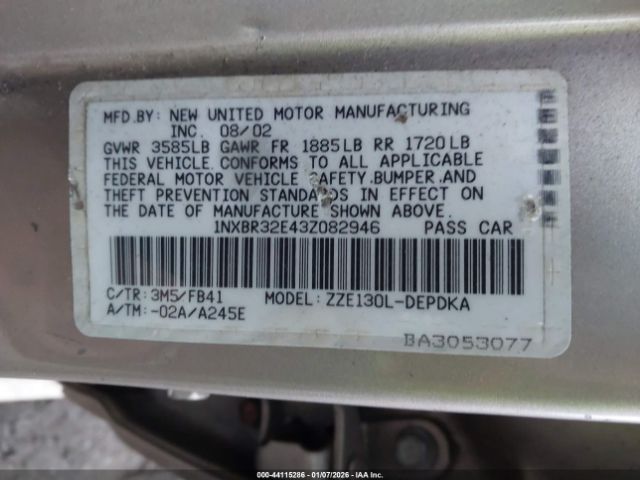 MFD.BY: NEW UNITED MOTOR MANUFACTURING
INC. 08/02
GVWR 3585LB GAWR FR 1885LB RR 1720LB
THIS VEHICLE CONFORMS TO ALL APPLICABLE
FEDERAL MOTOR VEHICLE SAFETY.BUMPER.AND
THEFT PREVENTION STANDARDS IN EFFECT ON
THE DATE OF MANUFACTURE SHOWN ABOVE.
1NXBR32E43Z082946 PASS CAR
C/TR: 3M5/FB41 MODEL: ZZE130L-DEPDKA
A/TM: -02A/A245E
BA3053077
000-44115286 - 01/07/2026 - IAA Inc.